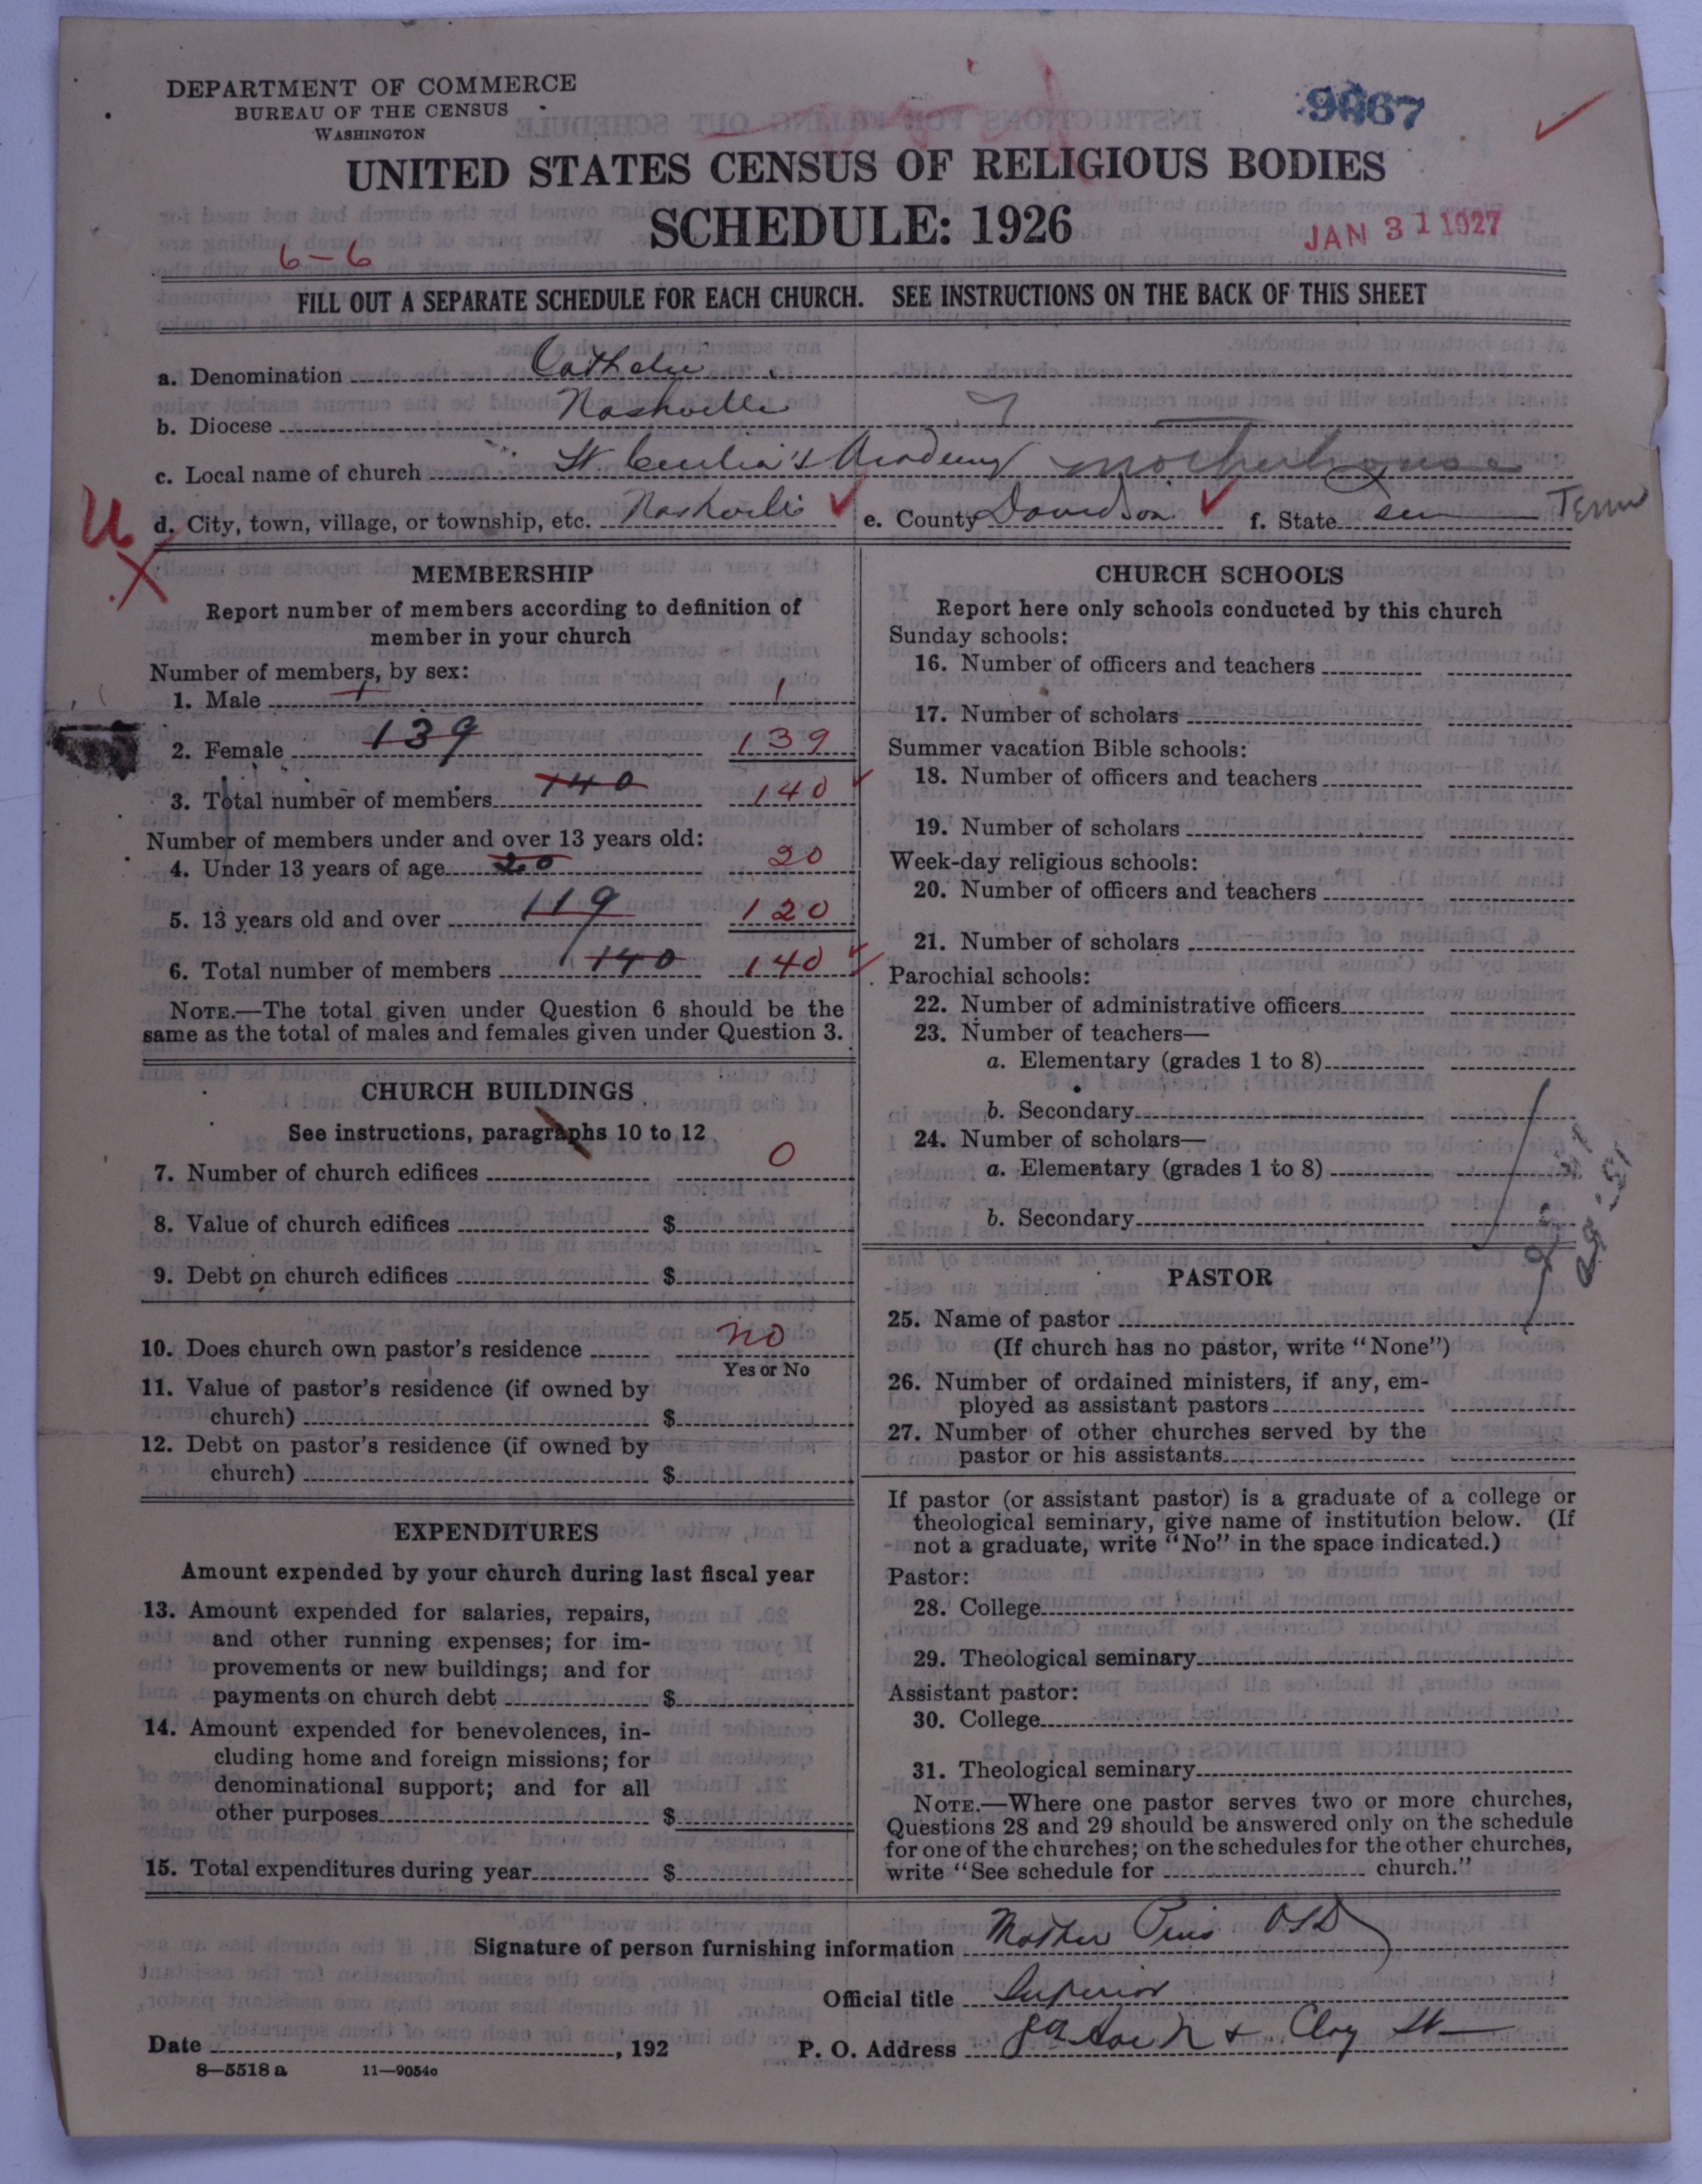 DEPARTMENT OF COMMERCE
BUREAU OF THE CENSUS
WASHINGTON
9867
UNITED STATES CENSUS OF RELIGIOUS BODIES
SCHEDULE: 1926
JAN 31 1927
6-6
FILL OUT A SEPARATE SCHEDULE FOR EACH CHURCH. SEE INSTRUCTIONS ON THE BACK OF THIS SHEET
a. Denomination Catholic
b. Diocese Nashville
c. Local name of church St. Cecilia's Academy Motherhouse
d. City, town, village, or township, etc. Nashville e. County Davidson f. State Tenn
U
X
MEMBERSHIP
Report number of members according to definition of
member in your church
Number of members, by sex:
1. Male 1 1
2. Female 139 139
3. Total number of members 140 140
Number of members under and over 13 years old:
4. Under 13 years of age 20 20
5. 13 years old and over 119 120
6. Total number of members 140 140
NOTE.—The total given under Question 6 should be the
same as the total of males and females given under Question 3.
CHURCH BUILDINGS
See instructions, paragraphs 10 to 12
7. Number of church edifices 0
8. Value of church edifices $
9. Debt on church edifices $
10. Does church own pastor's residence no
Yes or No
11. Value of pastor's residence (if owned by
church) $
12. Debt on pastor's residence (if owned by
church) $
EXPENDITURES
Amount expended by your church during last fiscal year
13. Amount expended for salaries, repairs,
and other running expenses; for im-
provements or new buildings; and for
payments on church debt $
14. Amount expended for benevolences, in-
cluding home and foreign missions; for
denominational support; and for all
other purposes $
15. Total expenditures during year $
CHURCH SCHOOLS
Report here only schools conducted by this church
Sunday schools:
16. Number of officers and teachers
17. Number of scholars
Summer vacation Bible schools:
18. Number of officers and teachers
19. Number of scholars
Week-day religious schools:
20. Number of officers and teachers
21. Number of scholars
Parochial schools:
22. Number of administrative officers
23. Number of teachers—
a. Elementary (grades 1 to 8)
b. Secondary
24. Number of scholars—
a. Elementary (grades 1 to 8)
b. Secondary
PASTOR
25. Name of pastor
(If church has no pastor, write "None")
26. Number of ordained ministers, if any, em-
ployed as assistant pastors
27. Number of other churches served by the
pastor or his assistants
If pastor (or assistant pastor) is a graduate of a college or
theological seminary, give name of institution below. (If
not a graduate, write "No" in the space indicated.)
Pastor:
28. College
29. Theological seminary
Assistant pastor:
30. College
31. Theological seminary
NOTE.—Where one pastor serves two or more churches,
Questions 28 and 29 should be answered only on the schedule
for one of the churches; on the schedules for the other churches,
write "See schedule for church."
Signature of person furnishing information Mother Pius OSD
Official title Superior
Date , 192 P. O. Address & Clay St
8—5518 a 11—9054c